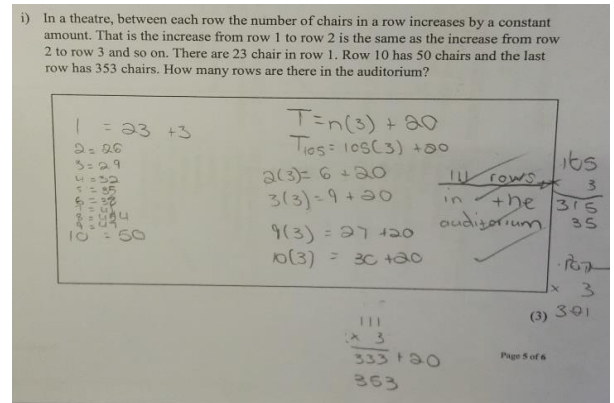 i) In a theatre, between each row the number of chairs in a row increases by a constant
amount. That is the increase from row 1 to row 2 is the same as the increase from row
2 to row 3 and so on. There are 23 chair in row 1. Row 10 has 50 chairs and the last
row has 353 chairs. How many rows are there in the auditorium?
1 = 23 +3
2 = 26
3 = 29
4 = 32
5 = 35
6 = 38
10 = 50
T = n(3) + 20
T105 = 105(3) + 20
2(3) = 6 + 20
3(3) = 9 + 20
9(3) = 27 + 20
10(3) = 30 + 20
111 rows
in the
auditorium
105
3
315
35
x 3
301
(3)
111
x 3
333 + 20
353
Page 5 of 6